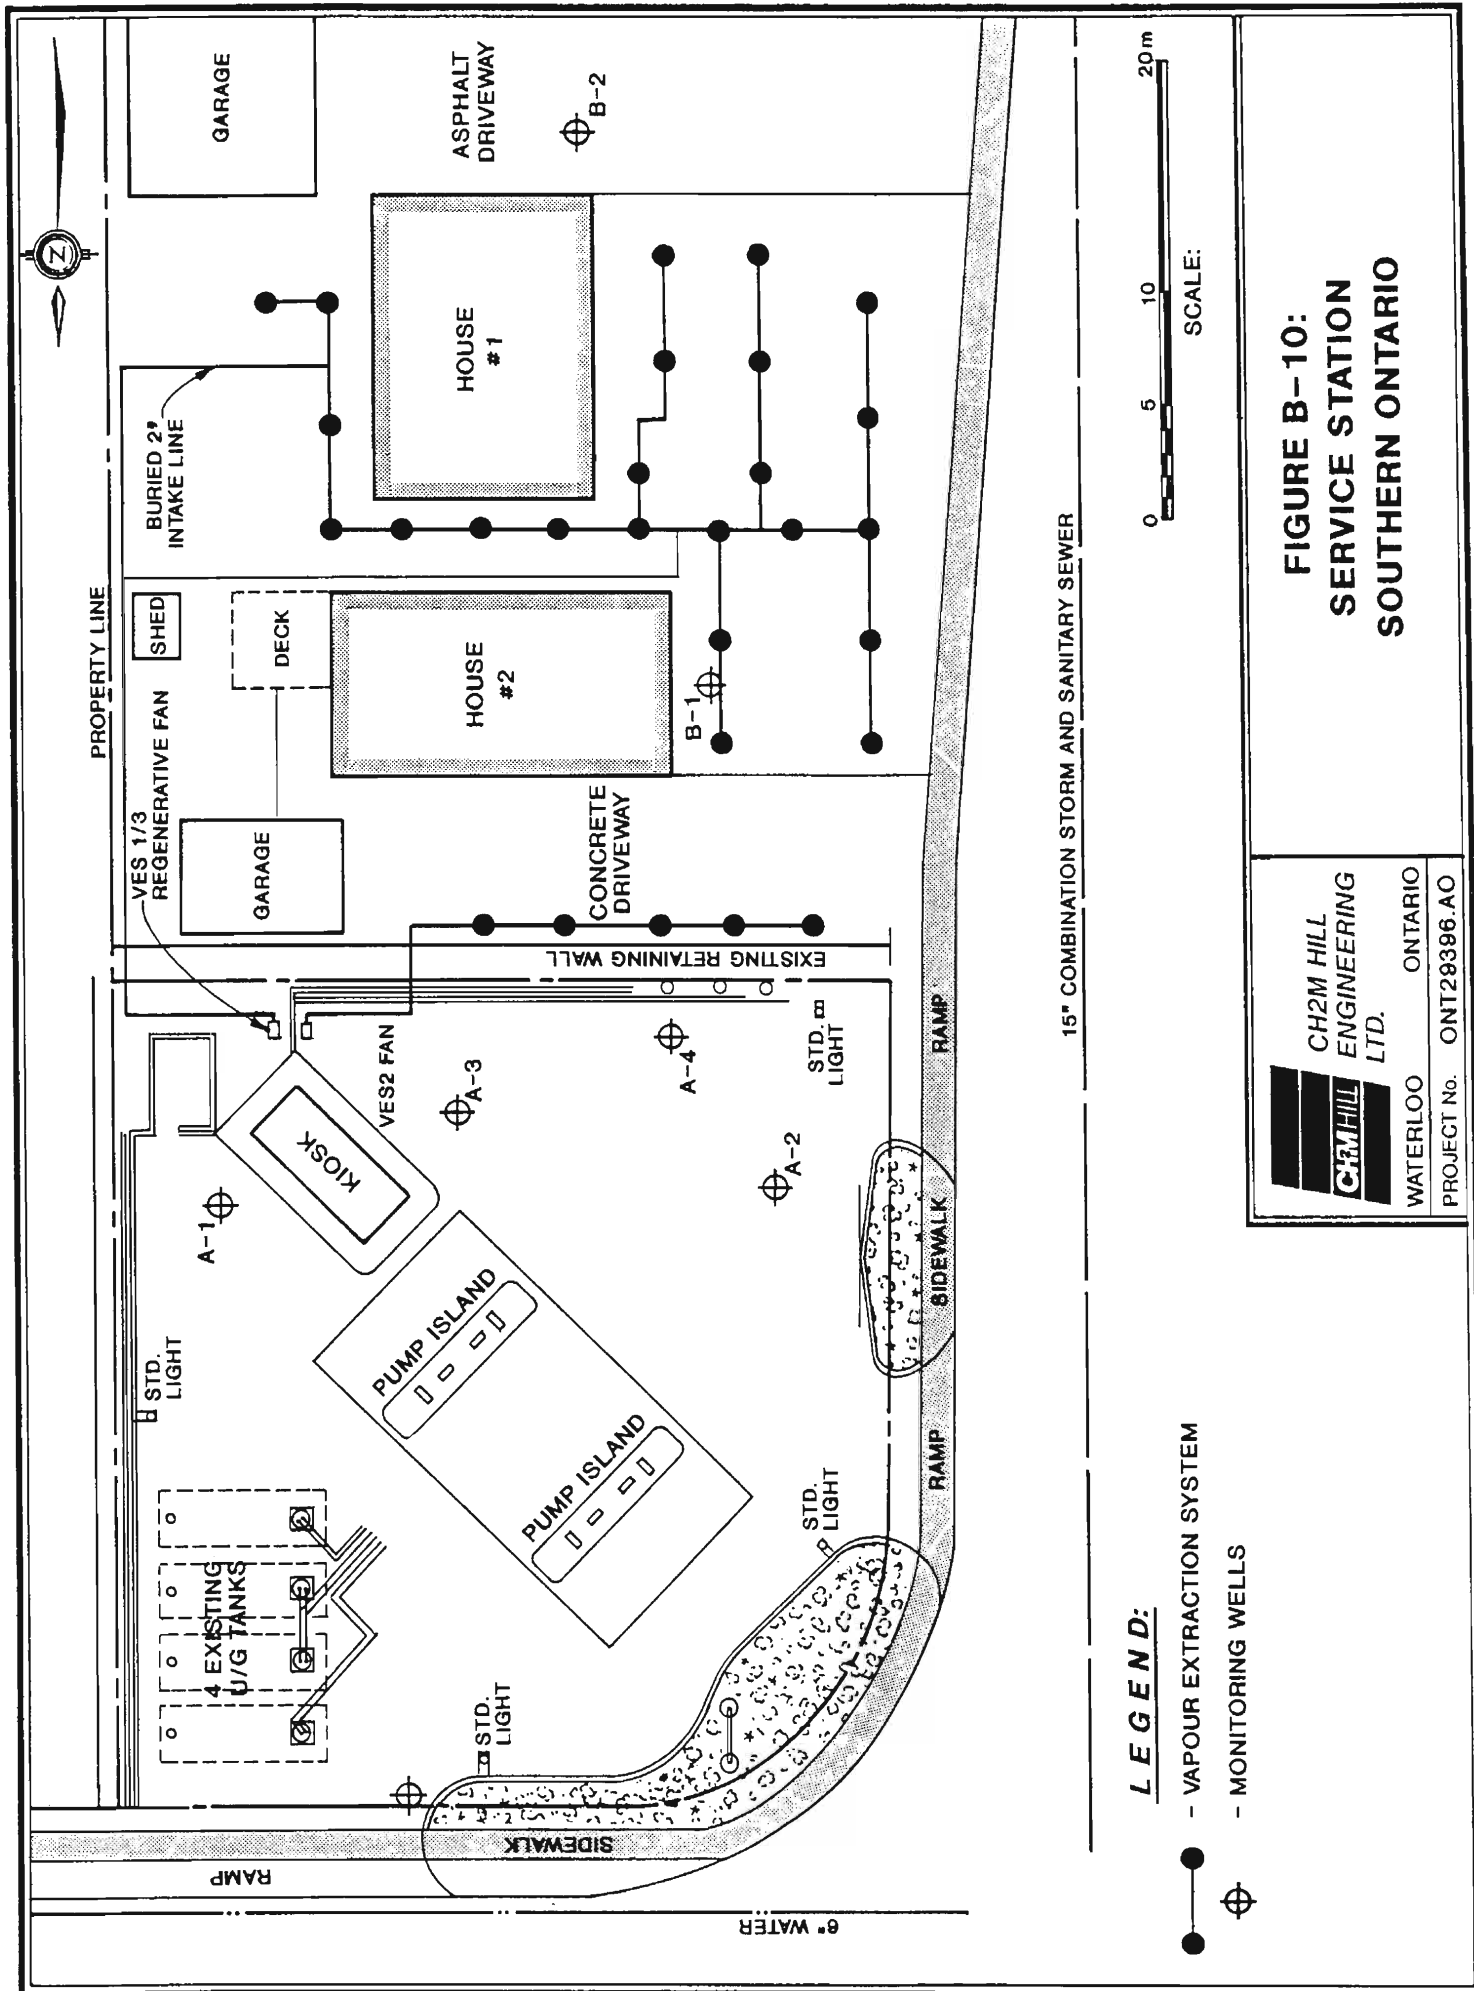 PROPERTY LINE
GARAGE
ASPHALT
DRIVEWAY
B-2
N
BURIED 2"
INTAKE LINE
HOUSE
#1
SHED
DECK
HOUSE
#2
B-1
VES 1/3
REGENERATIVE FAN
GARAGE
CONCRETE
DRIVEWAY
EXISTING RETAINING WALL
VES2 FAN
KIOSK
A-1
A-3
A-4
A-2
STD.
LIGHT
STD.
LIGHT
PUMP ISLAND
PUMP ISLAND
4 EXISTING
U/G TANKS
STD.
LIGHT
STD.
LIGHT
RAMP
SIDEWALK
RAMP
SIDEWALK
RAMP
6" WATER
15" COMBINATION STORM AND SANITARY SEWER
0 5 10 20m
SCALE:
LEGEND:
- VAPOUR EXTRACTION SYSTEM
- MONITORING WELLS
CH2M HILL
CH2M HILL
ENGINEERING
LTD.
WATERLOO ONTARIO
PROJECT No. ONT29396.AO
FIGURE B-10:
SERVICE STATION
SOUTHERN ONTARIO